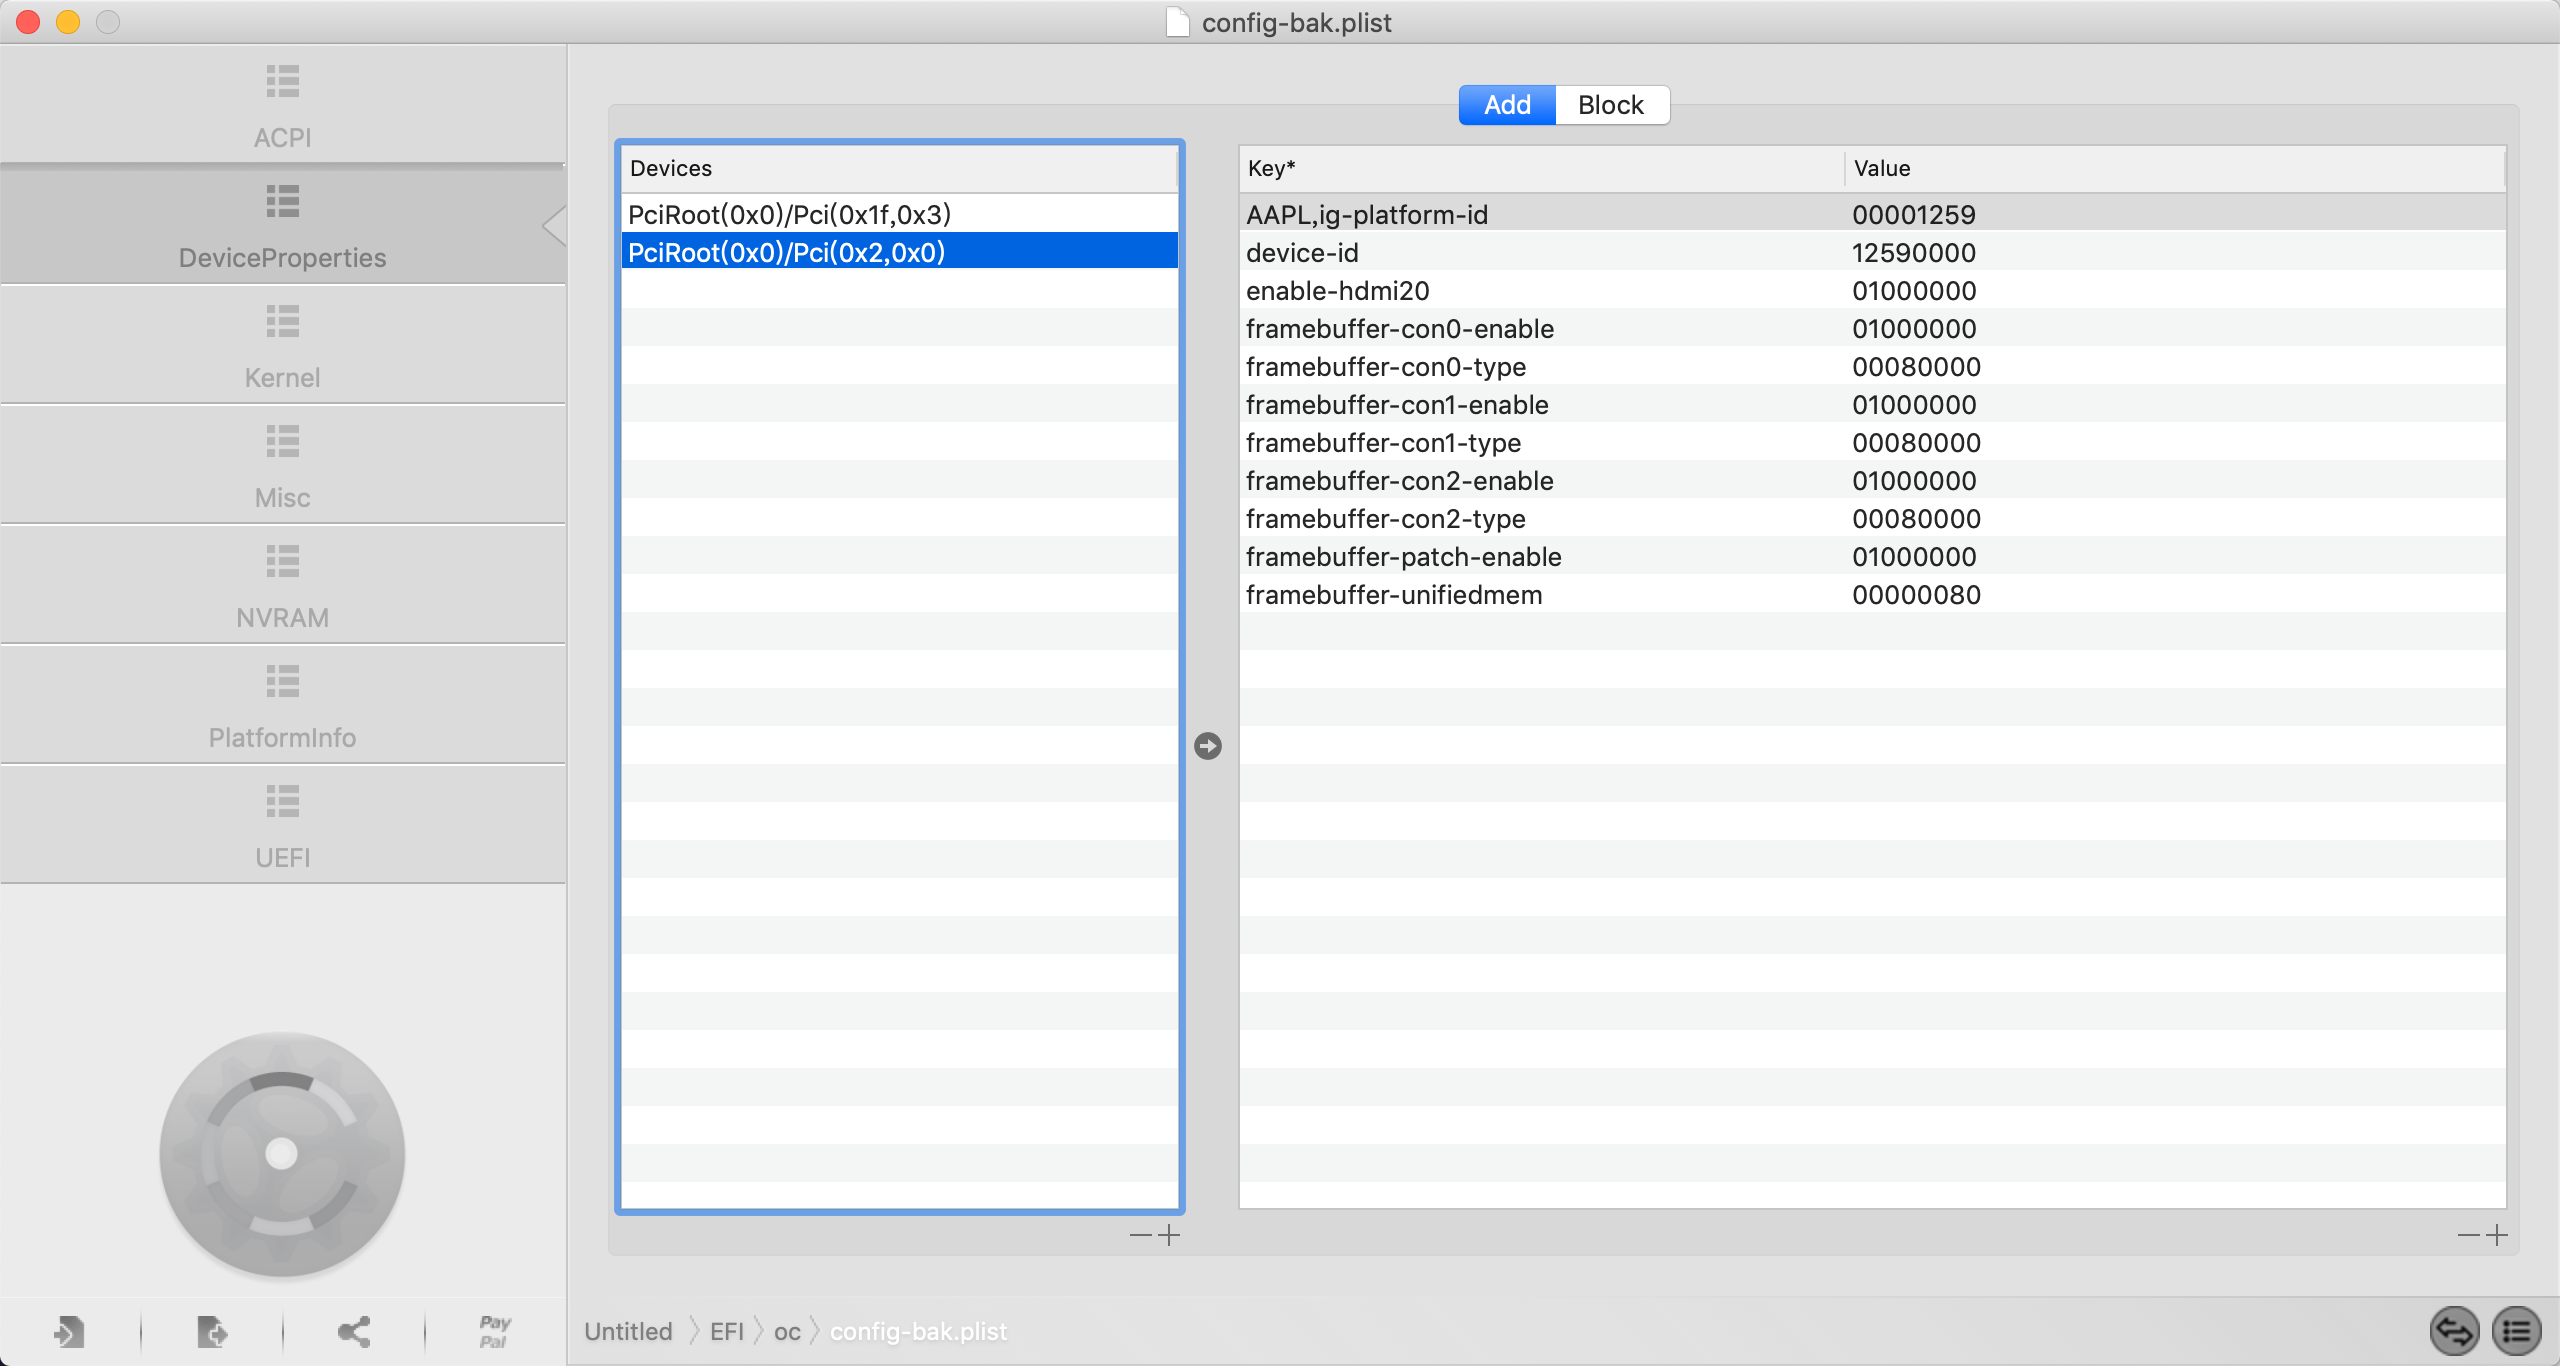 config-bak.plist
ACPI
DeviceProperties
Kernel
Misc
NVRAM
PlatformInfo
UEFI
Pay
Pal
Add Block
Devices
PciRoot(0x0)/Pci(0x1f,0x3)
PciRoot(0x0)/Pci(0x2,0x0)
Key* Value
AAPL,ig-platform-id 00001259
device-id 12590000
enable-hdmi20 01000000
framebuffer-con0-enable 01000000
framebuffer-con0-type 00080000
framebuffer-con1-enable 01000000
framebuffer-con1-type 00080000
framebuffer-con2-enable 01000000
framebuffer-con2-type 00080000
framebuffer-patch-enable 01000000
framebuffer-unifiedmem 00000080
Untitled EFI oc config-bak.plist